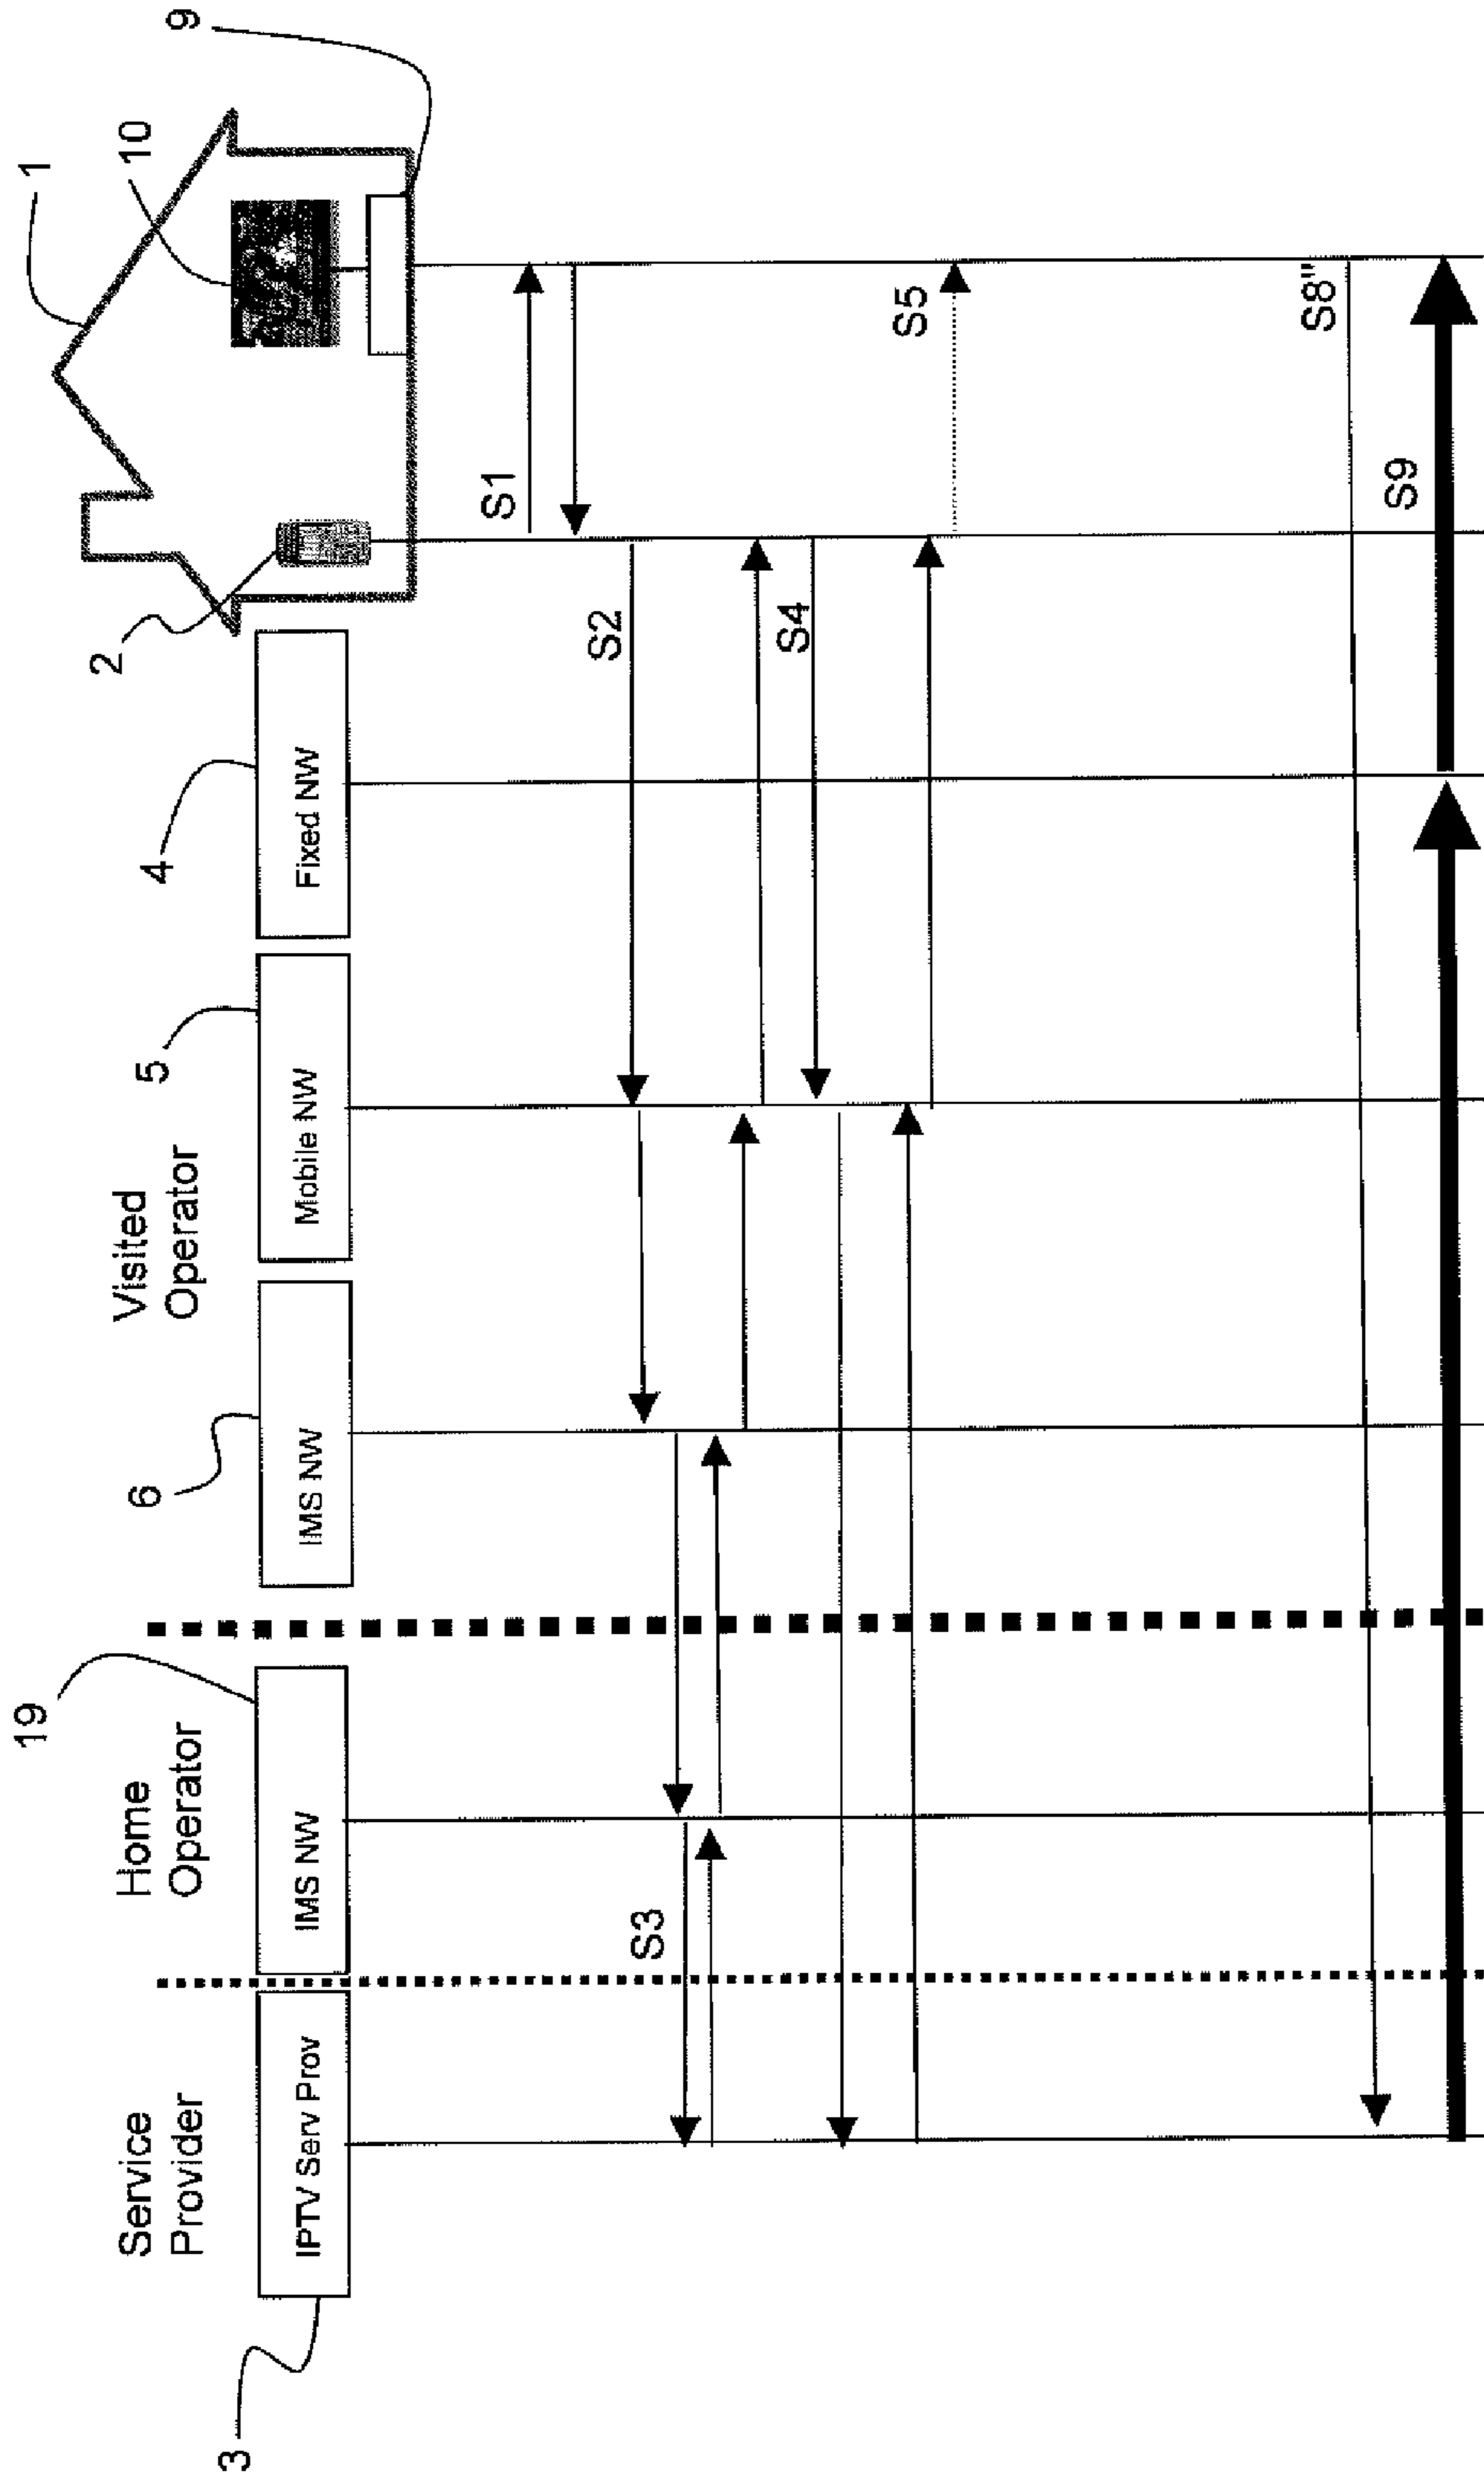 Service
Provider
Home
Operator
Visited
Operator
19
6
5
4
2
1
10
9
3
IPTV Serv Prov
IMS NW
IMS NW
Mobile NW
Fixed NW
S1
S2
S3
S4
S5
S8"
S9